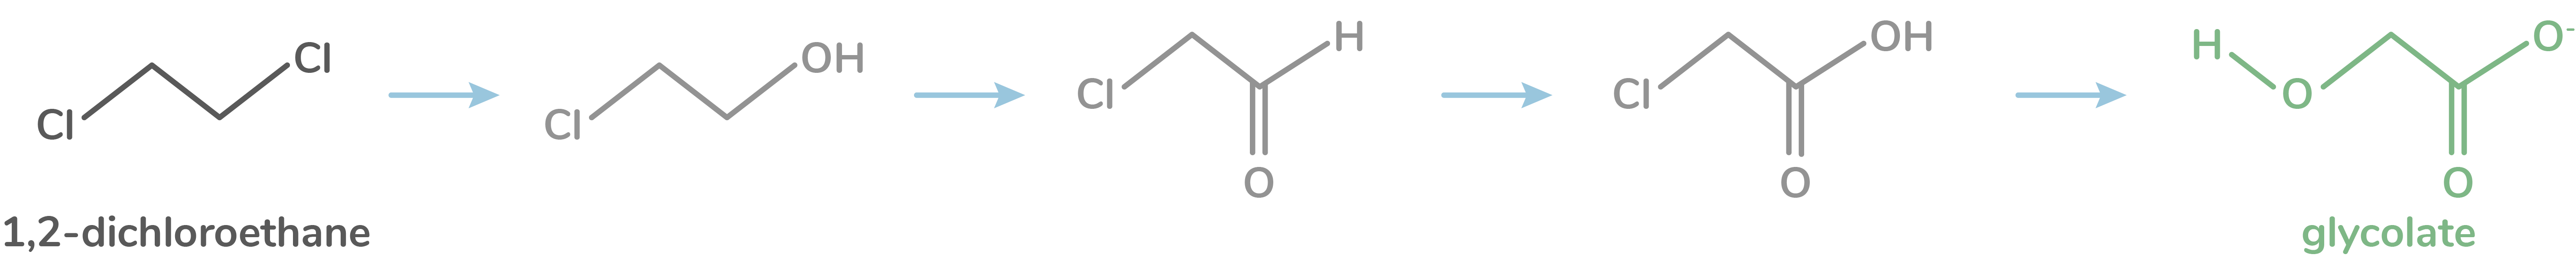 Cl
Cl
OH
Cl
H
Cl
O
OH
Cl
O
H
O
O⁻
O
1,2-dichloroethane
glycolate